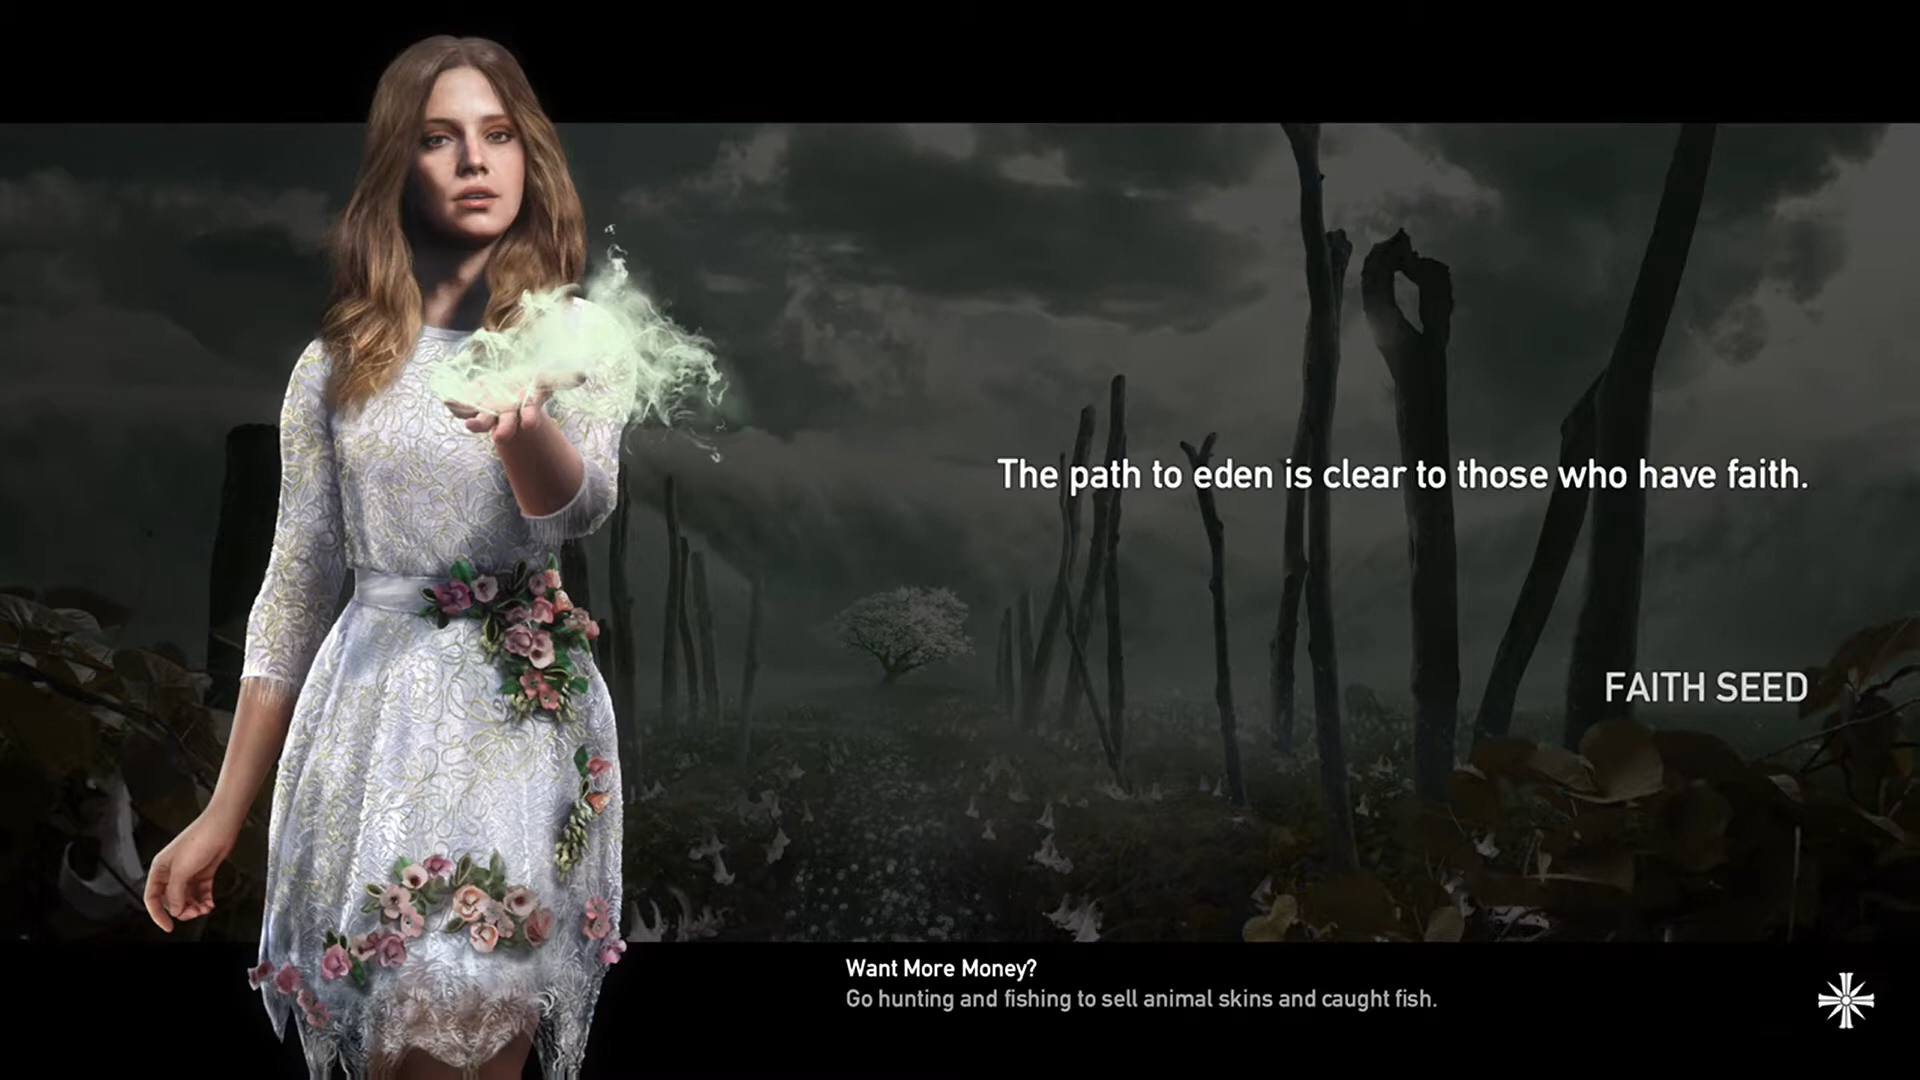 The path to eden is clear to those who have faith.
FAITH SEED
Want More Money?
Go hunting and fishing to sell animal skins and caught fish.